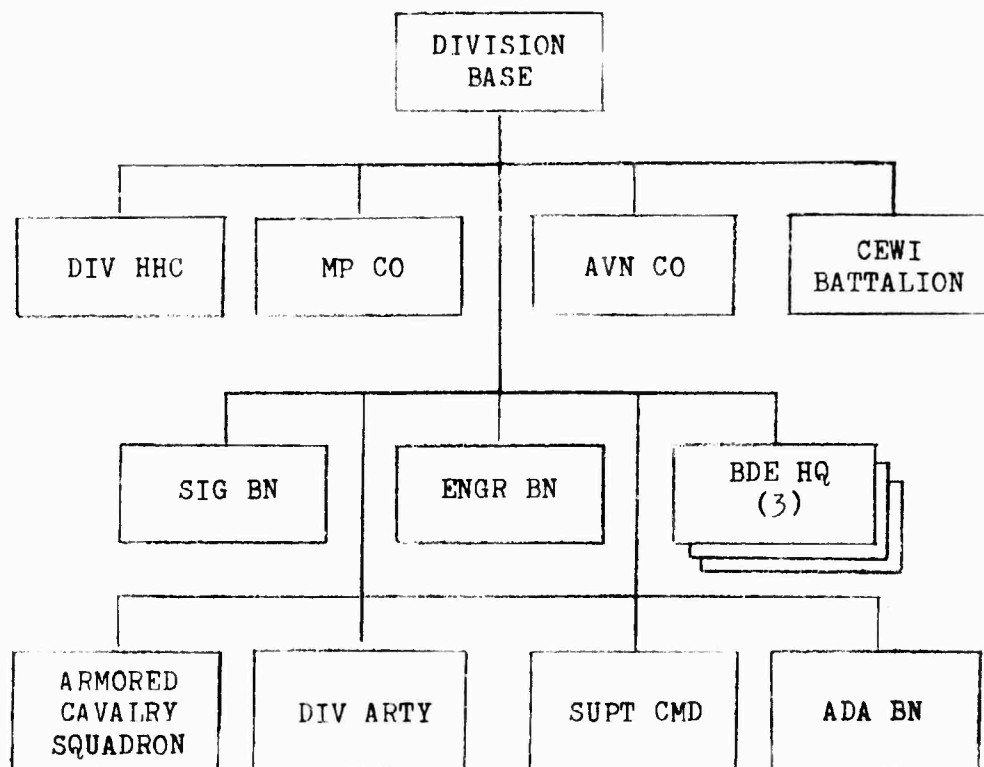 DIVISION
BASE
DIV HHC
MP CO
AVN CO
CEWI
BATTALION
SIG BN
ENGR BN
BDE HQ
(3)
ARMORED
CAVALRY
SQUADRON
DIV ARTY
SUPT CMD
ADA BN